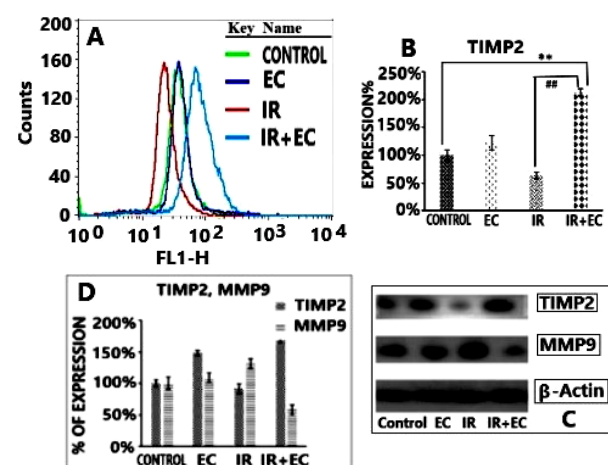 A
Key Name
CONTROL
EC
IR
IR+EC
Counts
200
160
120
80
40
0
10 0
10 1
10 2
10 3
10 4
FL1-H
B
TIMP2
**
##
EXPRESSION%
250%
200%
150%
100%
50%
0%
CONTROL EC IR IR+EC
D
TIMP2, MMP9
TIMP2
MMP9
% OF EXPRESSION
200%
150%
100%
50%
0%
CONTROL EC IR IR+EC
TIMP2
MMP9
β-Actin
Control EC IR IR+EC
C